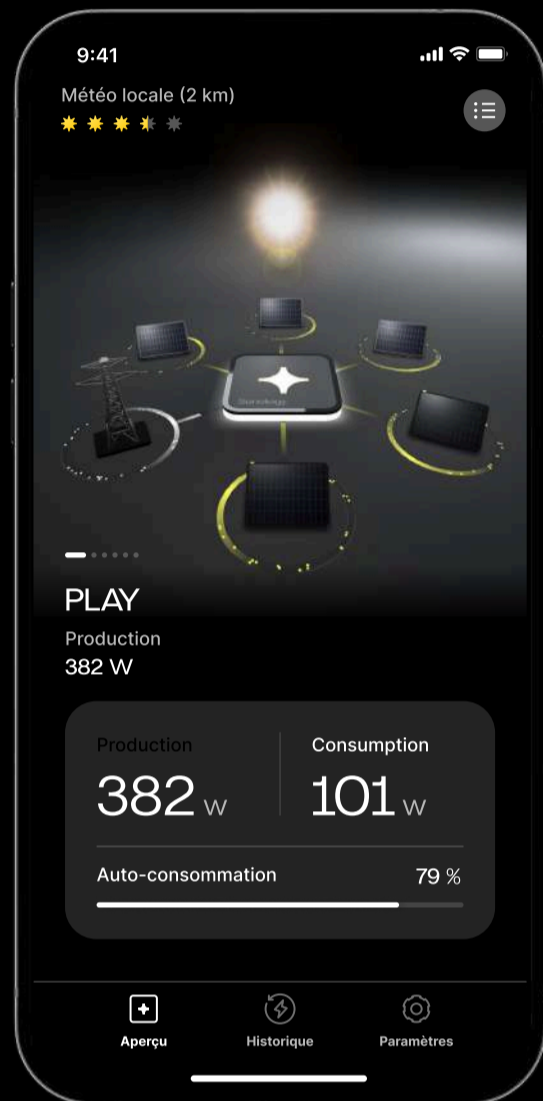 9:41
Météo locale (2 km)
PLAY
Production
382 W
Production
Consumption
382 W
101 W
Auto-consommation
79 %
Aperçu
Historique
Paramètres